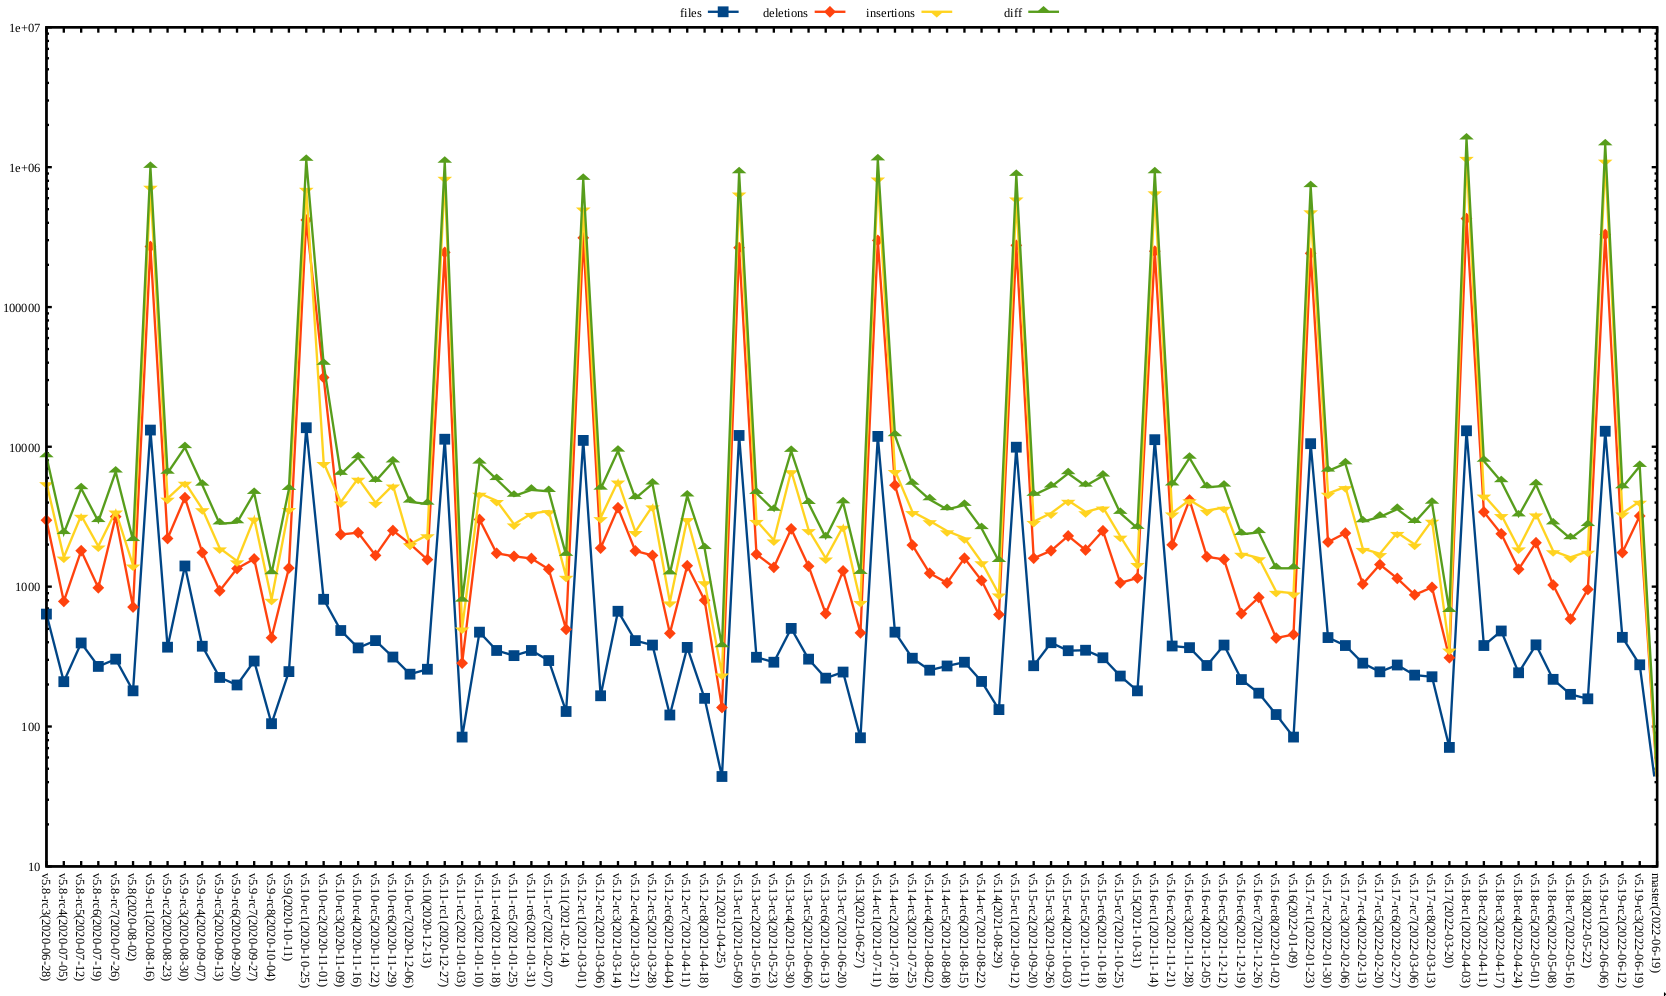 files deletions insertions diff
1e+07
1e+06
100000
10000
1000
100
10
v5.8-rc3(2020-06-28)
v5.8-rc4(2020-07-05)
v5.8-rc5(2020-07-12)
v5.8-rc6(2020-07-19)
v5.8-rc7(2020-07-26)
v5.8(2020-08-02)
v5.9-rc1(2020-08-16)
v5.9-rc2(2020-08-23)
v5.9-rc3(2020-08-30)
v5.9-rc4(2020-09-07)
v5.9-rc5(2020-09-13)
v5.9-rc6(2020-09-20)
v5.9-rc7(2020-09-27)
v5.9-rc8(2020-10-04)
v5.9(2020-10-11)
v5.10-rc1(2020-10-25)
v5.10-rc2(2020-11-01)
v5.10-rc3(2020-11-09)
v5.10-rc4(2020-11-16)
v5.10-rc5(2020-11-22)
v5.10-rc6(2020-11-29)
v5.10-rc7(2020-12-06)
v5.10(2020-12-13)
v5.11-rc1(2020-12-27)
v5.11-rc2(2021-01-03)
v5.11-rc3(2021-01-10)
v5.11-rc4(2021-01-18)
v5.11-rc5(2021-01-25)
v5.11-rc6(2021-01-31)
v5.11-rc7(2021-02-07)
v5.11(2021-02-14)
v5.12-rc1(2021-03-01)
v5.12-rc2(2021-03-06)
v5.12-rc3(2021-03-14)
v5.12-rc4(2021-03-21)
v5.12-rc5(2021-03-28)
v5.12-rc6(2021-04-04)
v5.12-rc7(2021-04-11)
v5.12-rc8(2021-04-18)
v5.12(2021-04-25)
v5.13-rc1(2021-05-09)
v5.13-rc2(2021-05-16)
v5.13-rc3(2021-05-23)
v5.13-rc4(2021-05-30)
v5.13-rc5(2021-06-06)
v5.13-rc6(2021-06-13)
v5.13-rc7(2021-06-20)
v5.13(2021-06-27)
v5.14-rc1(2021-07-11)
v5.14-rc2(2021-07-18)
v5.14-rc3(2021-07-25)
v5.14-rc4(2021-08-02)
v5.14-rc5(2021-08-08)
v5.14-rc6(2021-08-15)
v5.14-rc7(2021-08-22)
v5.14(2021-08-29)
v5.15-rc1(2021-09-12)
v5.15-rc2(2021-09-20)
v5.15-rc3(2021-09-26)
v5.15-rc4(2021-10-03)
v5.15-rc5(2021-10-11)
v5.15-rc6(2021-10-18)
v5.15-rc7(2021-10-25)
v5.15(2021-10-31)
v5.16-rc1(2021-11-14)
v5.16-rc2(2021-11-21)
v5.16-rc3(2021-11-28)
v5.16-rc4(2021-12-05)
v5.16-rc5(2021-12-12)
v5.16-rc6(2021-12-19)
v5.16-rc7(2021-12-26)
v5.16-rc8(2022-01-02)
v5.16(2022-01-09)
v5.17-rc1(2022-01-23)
v5.17-rc2(2022-01-30)
v5.17-rc3(2022-02-06)
v5.17-rc4(2022-02-13)
v5.17-rc5(2022-02-20)
v5.17-rc6(2022-02-27)
v5.17-rc7(2022-03-06)
v5.17-rc8(2022-03-13)
v5.17(2022-03-20)
v5.18-rc1(2022-04-03)
v5.18-rc2(2022-04-11)
v5.18-rc3(2022-04-17)
v5.18-rc4(2022-04-24)
v5.18-rc5(2022-05-01)
v5.18-rc6(2022-05-08)
v5.18-rc7(2022-05-16)
v5.18(2022-05-22)
v5.19-rc1(2022-06-06)
v5.19-rc2(2022-06-12)
v5.19-rc3(2022-06-19)
master(2022-06-19)